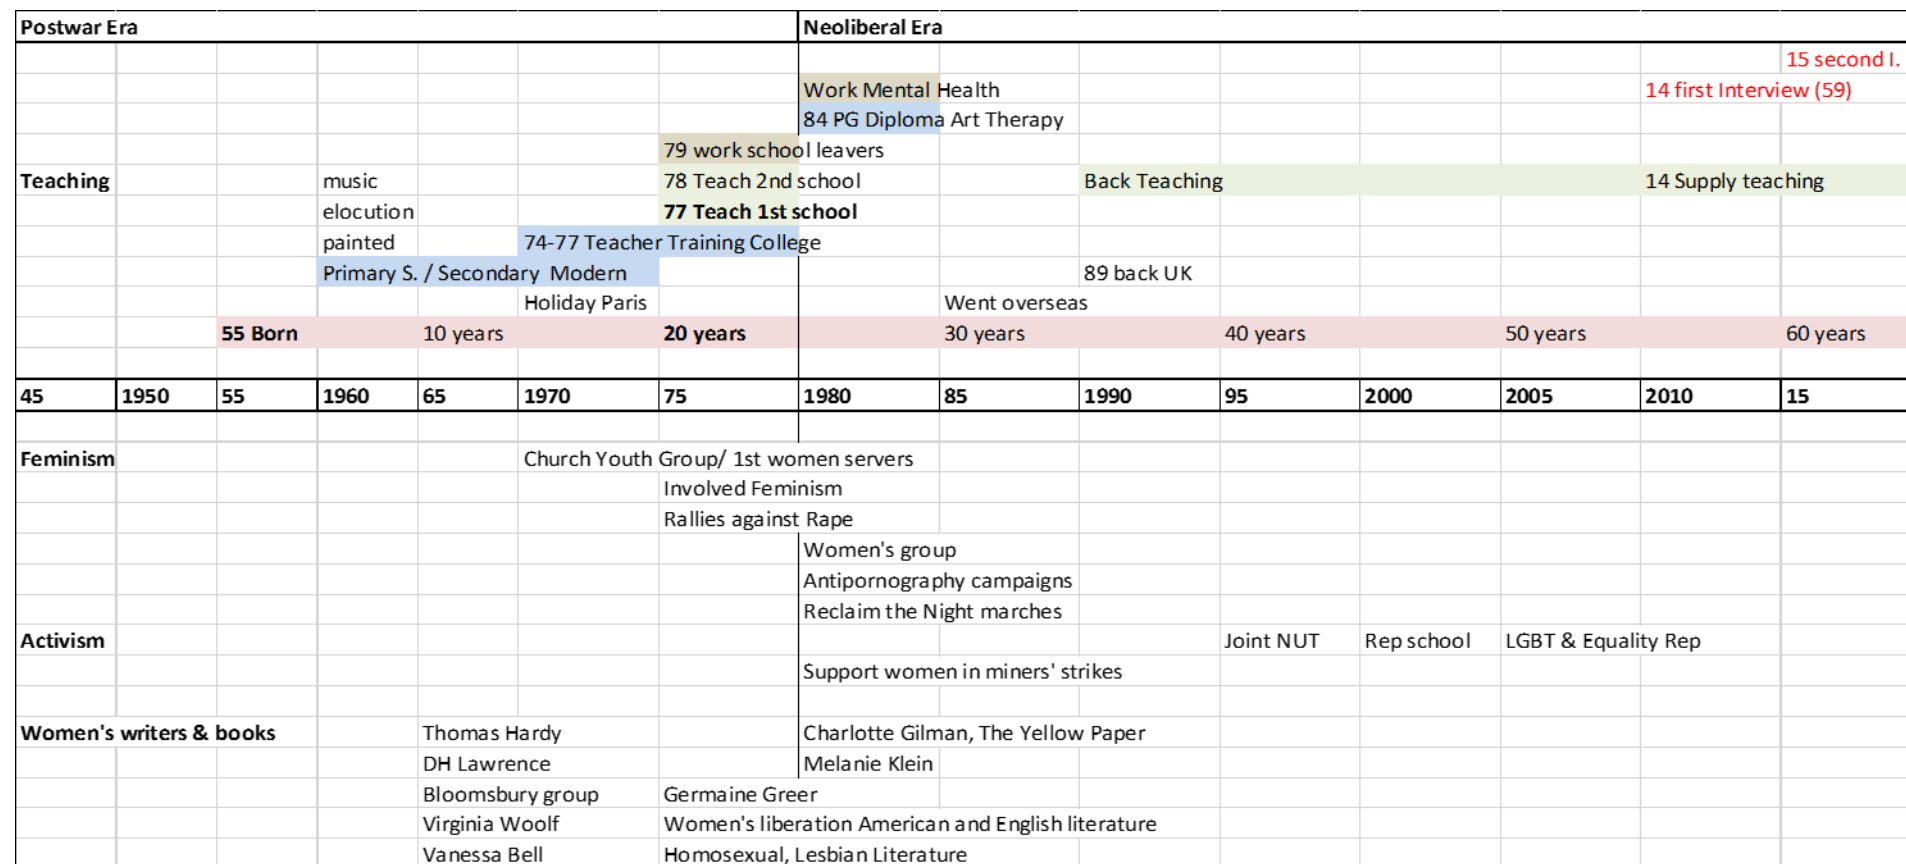 Postwar Era Neoliberal Era
15 second I.
Work Mental Health 14 first Interview (59)
84 PG Diploma Art Therapy
79 work school leavers
Teaching music 78 Teach 2nd school Back Teaching 14 Supply teaching
elocution 77 Teach 1st school
painted 74-77 Teacher Training College
Primary S. / Secondary Modern 89 back UK
Holiday Paris Went overseas
55 Born 10 years 20 years 30 years 40 years 50 years 60 years
45 1950 55 1960 65 1970 75 1980 85 1990 95 2000 2005 2010 15
Feminism Church Youth Group/ 1st women servers
Involved Feminism
Rallies against Rape
Women's group
Antipornography campaigns
Reclaim the Night marches
Activism Joint NUT Rep school LGBT & Equality Rep
Support women in miners' strikes
Women's writers & books Thomas Hardy Charlotte Gilman, The Yellow Paper
DH Lawrence Melanie Klein
Bloomsbury group Germaine Greer
Virginia Woolf Women's liberation American and English literature
Vanessa Bell Homosexual, Lesbian Literature